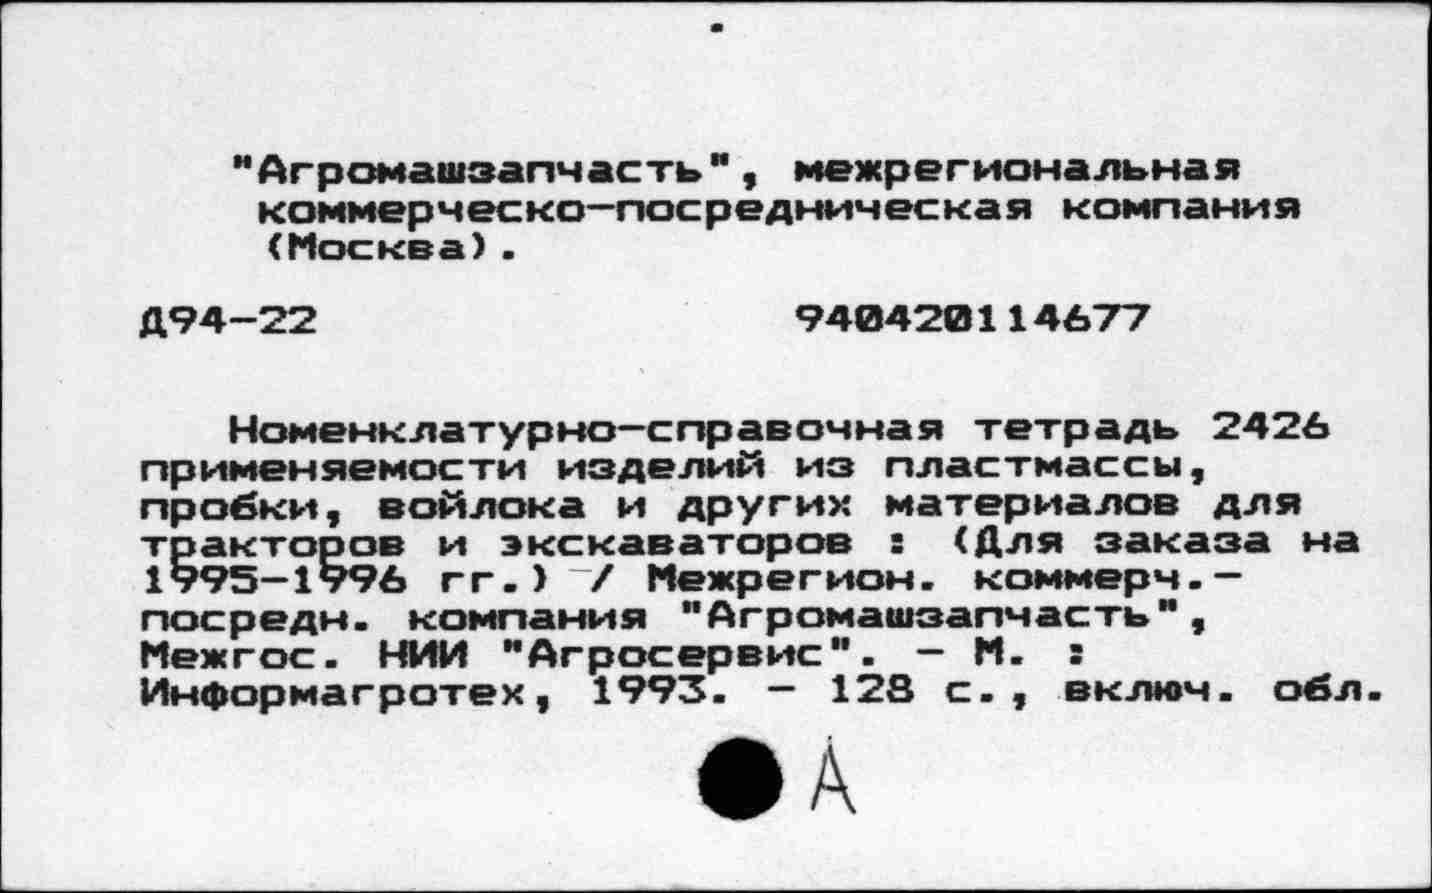 "Агромашзапчасть", межрегиональная
коммерческо-посредническая компания
(Москва).
Д94-22 940420114677
Номенклатурно-справочная тетрадь 2426
применяемости изделий из пластмассы,
пробки, войлока и других материалов для
тракторов и экскаваторов : (Для заказа на
1995-1996 гг.) / Межрегион. коммерч.-
посредн. компания "Агромашзапчасть",
Межгос. НИИ "Агросервис". - М. :
Информагротех, 1993. - 128 с., включ. обл.
А